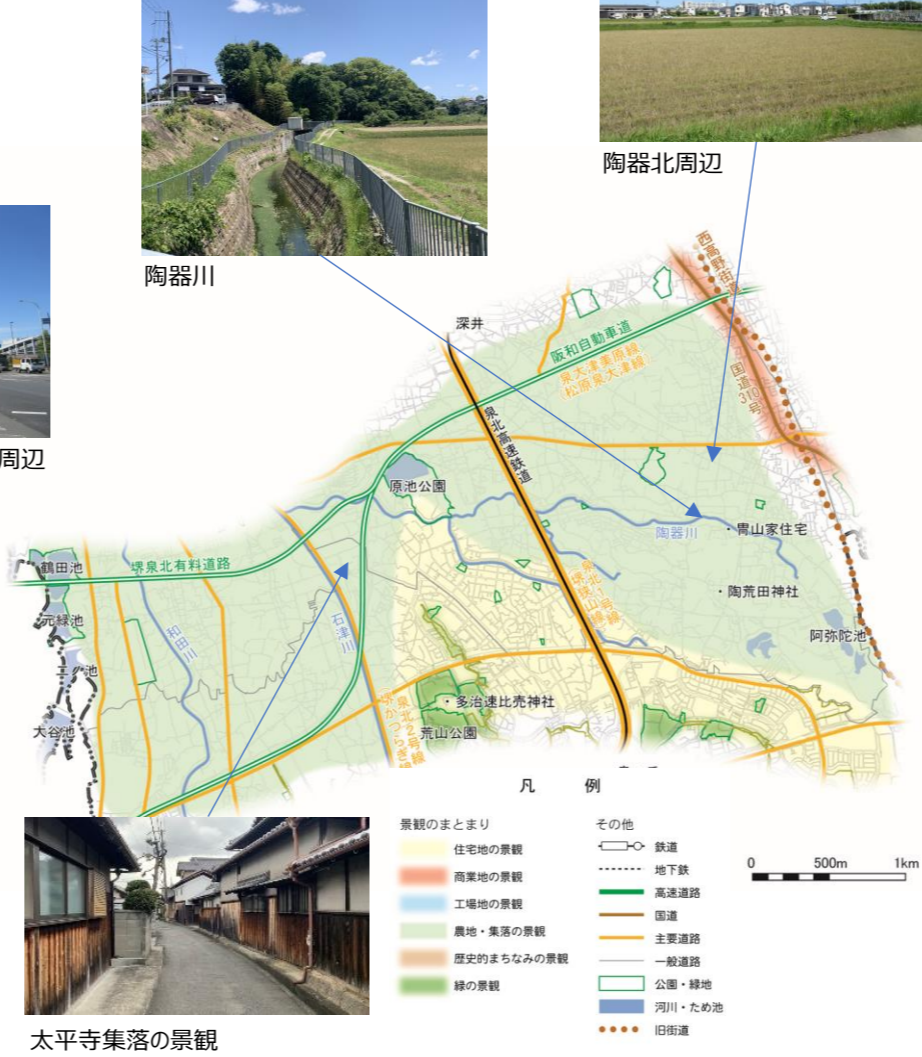 陶器川
陶器北周辺
周辺
深井
西高野街
阪和自動車道
泉大津美原線
(松原泉大津線)
国道310号
泉北高速鉄道
原池公園
陶器川
・冑山家住宅
堺泉北有料道路
鶴田池
元緑池
和田川
石津川
泉北1号線
・陶荒田神社
阿弥陀池
二ノ池
大谷池
・多治速比売神社
荒山公園
泉北2号線
凡 例
景観のまとまり
住宅地の景観
商業地の景観
工場地の景観
農地・集落の景観
歴史的まちなみの景観
緑の景観
その他
鉄道
地下鉄
高速道路
国道
主要道路
一般道路
公園・緑地
河川・ため池
旧街道
0 500m 1km
太平寺集落の景観